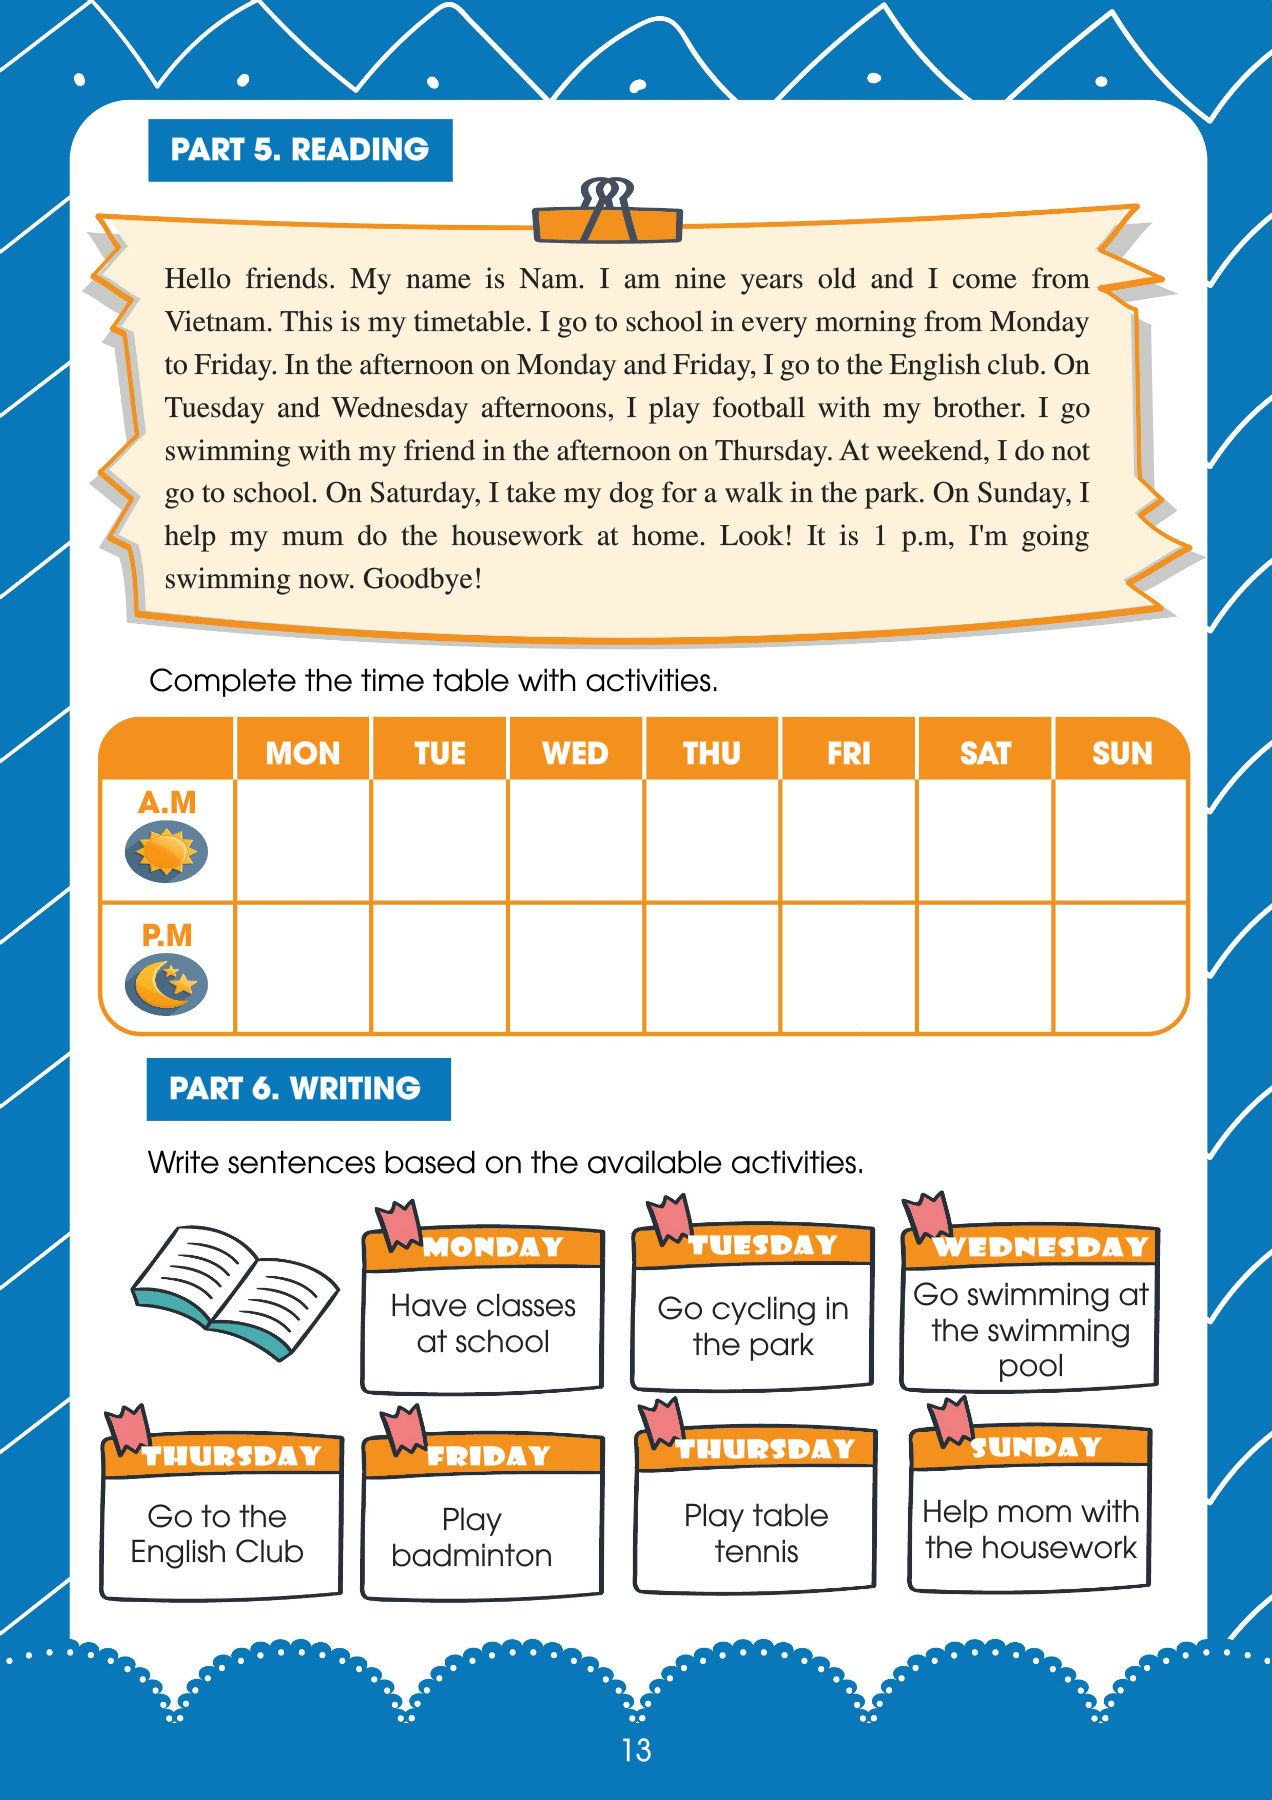 PART 5. READING
Hello friends. My name is Nam. I am nine years old and I come from
Vietnam. This is my timetable. I go to school in every morning from Monday
to Friday. In the afternoon on Monday and Friday, I go to the English club. On
Tuesday and Wednesday afternoons, I play football with my brother. I go
swimming with my friend in the afternoon on Thursday. At weekend, I do not
go to school. On Saturday, I take my dog for a walk in the park. On Sunday, I
help my mum do the housework at home. Look! It is 1 p.m, I'm going
swimming now. Goodbye!
Complete the time table with activities.
MON TUE WED THU FRI SAT SUN
A.M
P.M
PART 6. WRITING
Write sentences based on the available activities.
MONDAY
Have classes
at school
TUESDAY
Go cycling in
the park
WEDNESDAY
Go swimming at
the swimming
pool
THURSDAY
Go to the
English Club
FRIDAY
Play
badminton
THURSDAY
Play table
tennis
SUNDAY
Help mom with
the housework
13